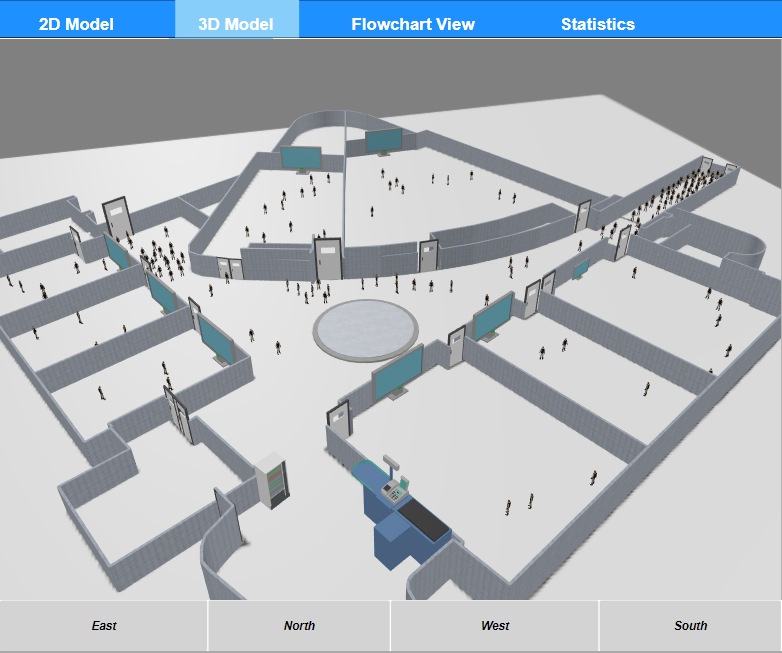 2D Model
3D Model
Flowchart View
Statistics
East
North
West
South